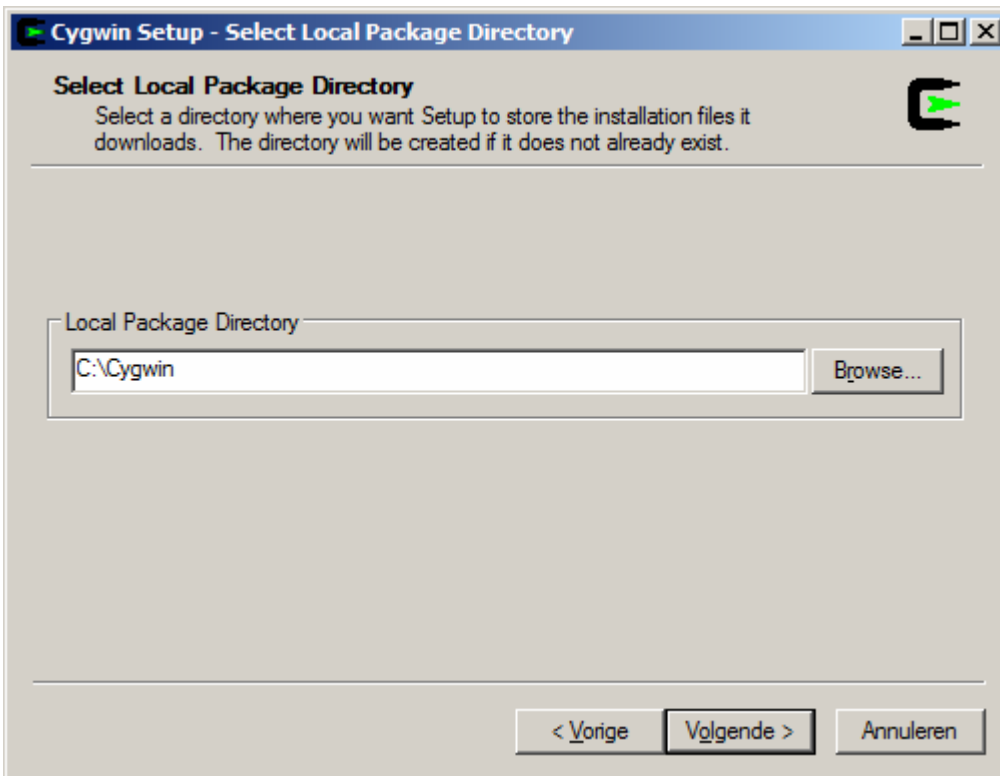 Cygwin Setup - Select Local Package Directory
Select Local Package Directory
Select a directory where you want Setup to store the installation files it
downloads. The directory will be created if it does not already exist.
Local Package Directory
C:\Cygwin
Browse...
< Vorige
Volgende >
Annuleren